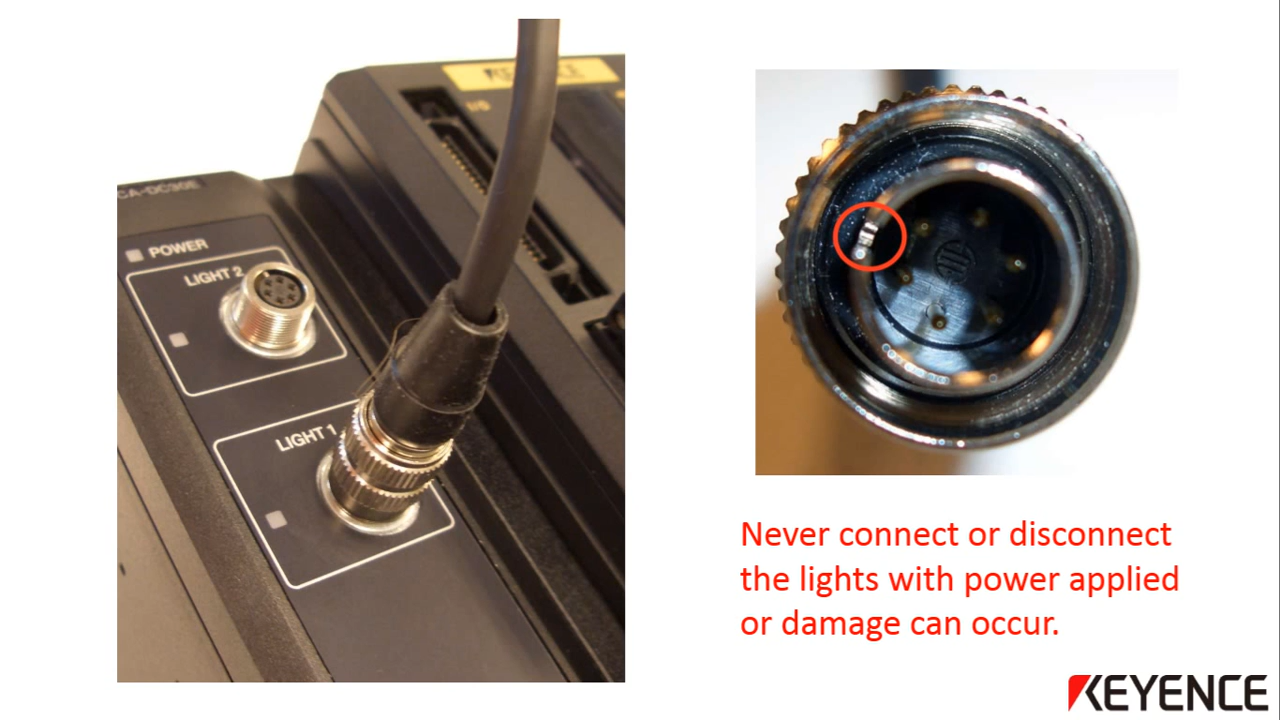 KEYENCE
I/O
CA-DC30E
POWER
LIGHT 2
LIGHT 1
Never connect or disconnect
the lights with power applied
or damage can occur.
KEYENCE